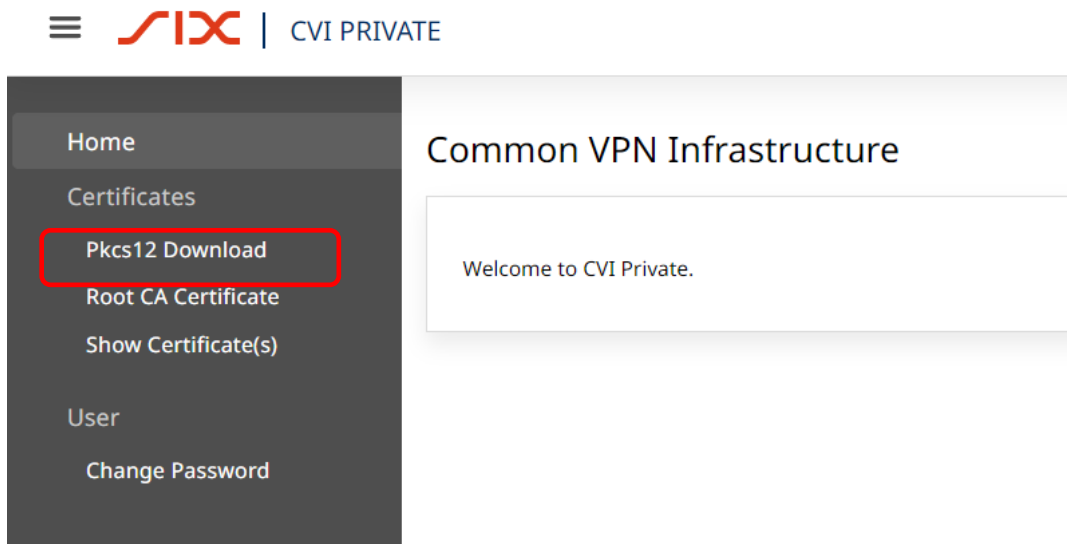 SIX | CVI PRIVATE
Home
Certificates
Pkcs12 Download
Root CA Certificate
Show Certificate(s)
User
Change Password
Common VPN Infrastructure
Welcome to CVI Private.